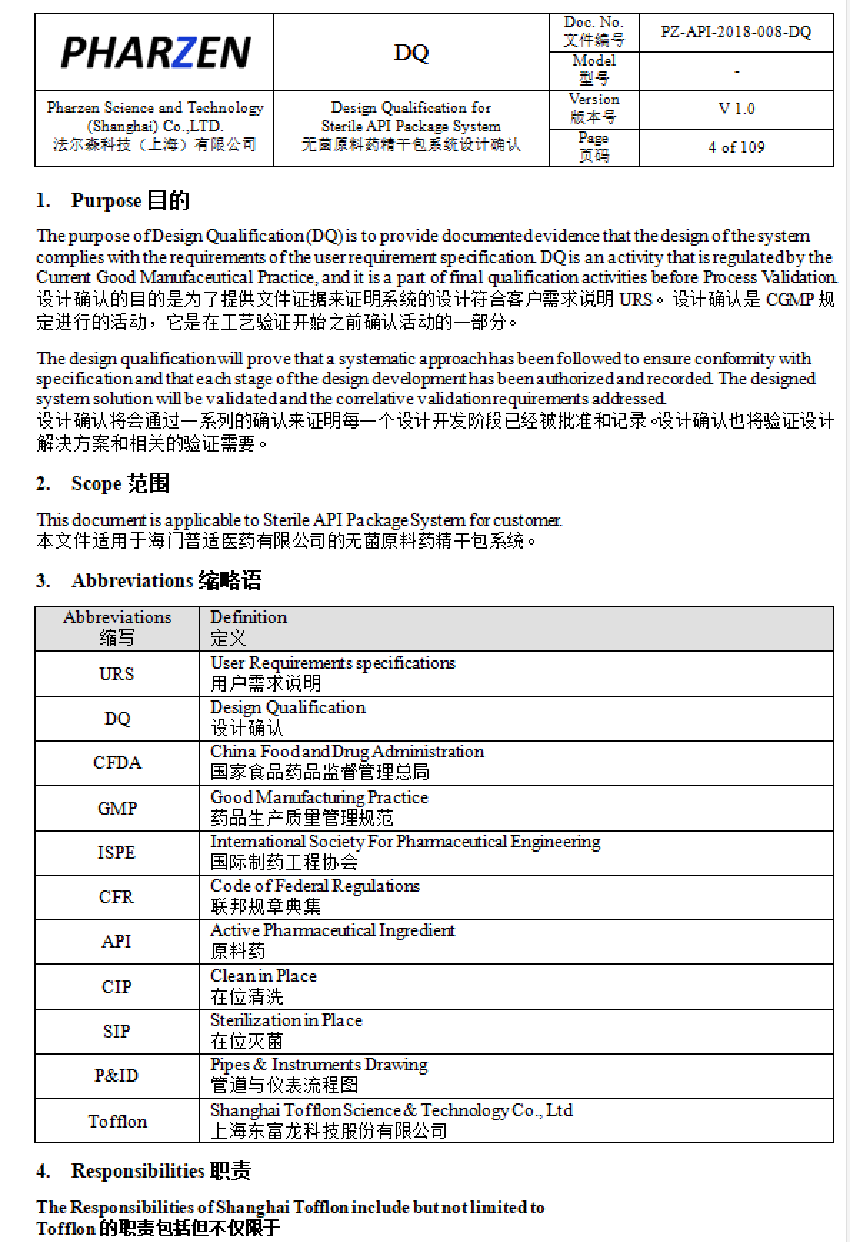 PHARZEN
DQ
Doc. No.
文件编号
PZ-API-2018-008-DQ
Model
型号
-
Pharzen Science and Technology
(Shanghai) Co.,LTD.
法尔森科技（上海）有限公司
Design Qualification for
Sterile API Package System
无菌原料药精干包系统设计确认
Version
版本号
V 1.0
Page
页码
4 of 109
1. Purpose 目的
The purpose of Design Qualification (DQ) is to provide documented evidence that the design of the system
complies with the requirements of the user requirement specification. DQ is an activity that is regulated by the
Current Good Manufaceutical Practice, and it is a part of final qualification activities before Process Validation.
设计确认的目的是为了提供文件证据来证明系统的设计符合客户需求说明 URS。设计确认是 CGMP 规
定进行的活动，它是在工艺验证开始之前确认活动的一部分。
The design qualification will prove that a systematic approach has been followed to ensure conformity with
specification and that each stage of the design development has been authorized and recorded. The designed
system solution will be validated and the correlative validation requirements addressed.
设计确认将会通过一系列的确认来证明每一个设计开发阶段已经被批准和记录。设计确认也将验证设计
解决方案和相关的验证需要。
2. Scope 范围
This document is applicable to Sterile API Package System for customer.
本文件适用于海门普适医药有限公司的无菌原料药精干包系统。
3. Abbreviations 缩略语
Abbreviations
缩写
Definition
定义
URS
User Requirements specifications
用户需求说明
DQ
Design Qualification
设计确认
CFDA
China Food and Drug Administration
国家食品药品监督管理总局
GMP
Good Manufacturing Practice
药品生产质量管理规范
ISPE
International Society For Pharmaceutical Engineering
国际制药工程协会
CFR
Code of Federal Regulations
联邦规章典集
API
Active Pharmaceutical Ingredient
原料药
CIP
Clean in Place
在位清洗
SIP
Sterilization in Place
在位灭菌
P&ID
Pipes & Instruments Drawing
管道与仪表流程图
Tofflon
Shanghai Tofflon Science & Technology Co., Ltd
上海东富龙科技股份有限公司
4. Responsibilities 职责
The Responsibilities of Shanghai Tofflon include but not limited to
Tofflon 的职责包括但不仅限于